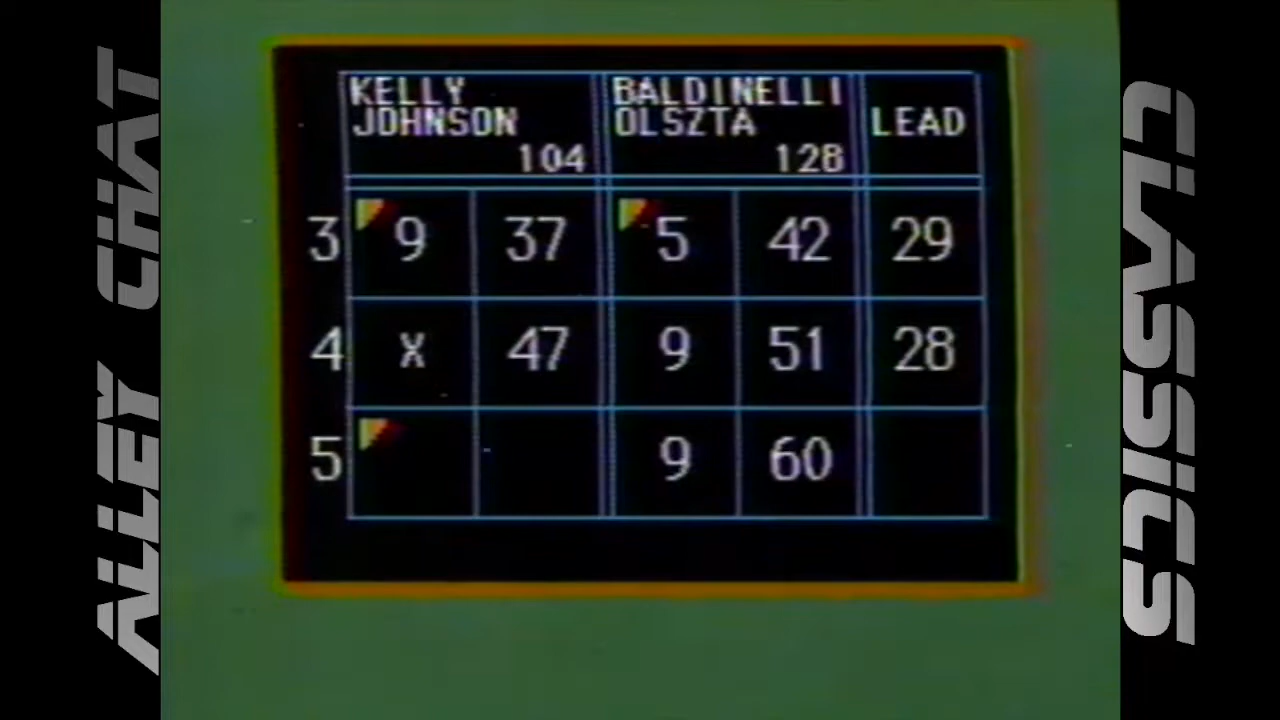 ALLEY CHAT
KELLY
JOHNSON
104
BALDINELLI
OLSZTA
128
LEAD
3 9 37 5 42 29
4 X 47 9 51 28
5 9 60
CLASSICS